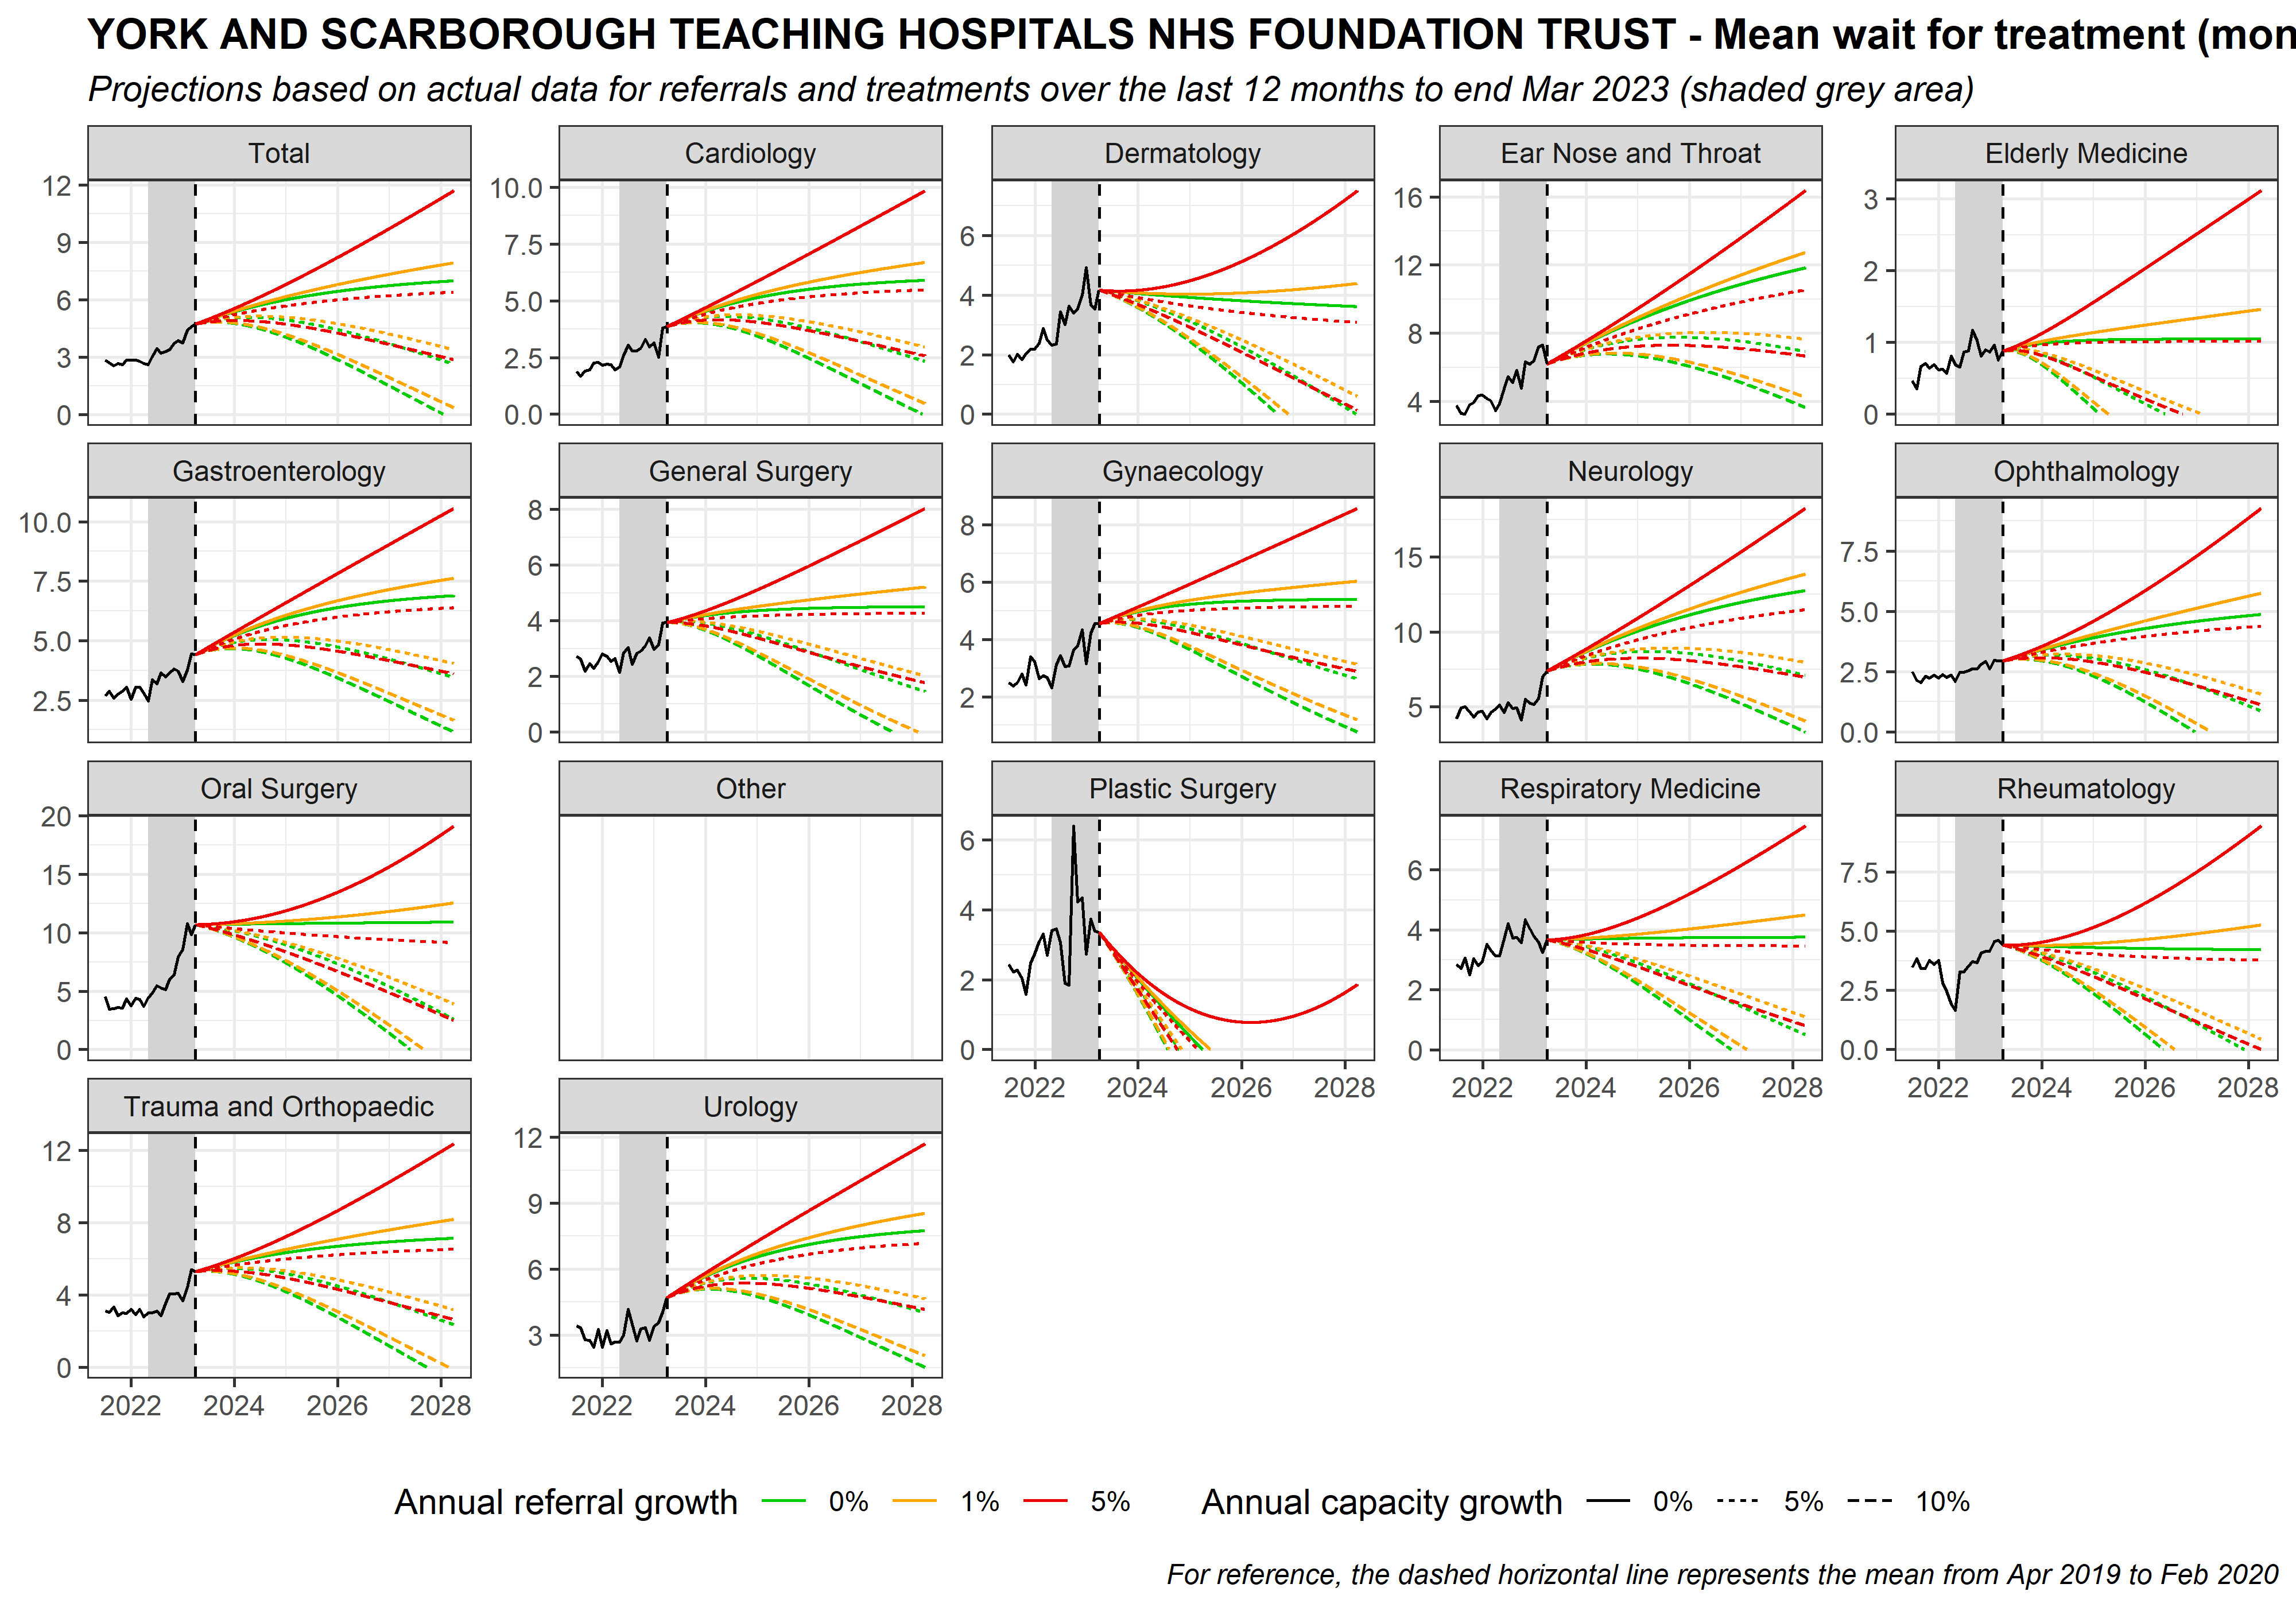 YORK AND SCARBOROUGH TEACHING HOSPITALS NHS FOUNDATION TRUST - Mean wait for treatment (mon
Projections based on actual data for referrals and treatments over the last 12 months to end Mar 2023 (shaded grey area)
Total
12
9
6
3
0
Cardiology
10.0
7.5
5.0
2.5
0.0
Dermatology
6
4
2
0
Ear Nose and Throat
16
12
8
4
Elderly Medicine
3
2
1
0
Gastroenterology
10.0
7.5
5.0
2.5
General Surgery
8
6
4
2
0
Gynaecology
8
6
4
2
Neurology
15
10
5
Ophthalmology
7.5
5.0
2.5
0.0
Oral Surgery
20
15
10
5
0
Other
Plastic Surgery
6
4
2
0
2022 2024 2026 2028
Respiratory Medicine
6
4
2
0
2022 2024 2026 2028
Rheumatology
7.5
5.0
2.5
0.0
2022 2024 2026 2028
Trauma and Orthopaedic
12
8
4
0
2022 2024 2026 2028
Urology
12
9
6
3
2022 2024 2026 2028
Annual referral growth 0% 1% 5% Annual capacity growth 0% 5% 10%
For reference, the dashed horizontal line represents the mean from Apr 2019 to Feb 2020